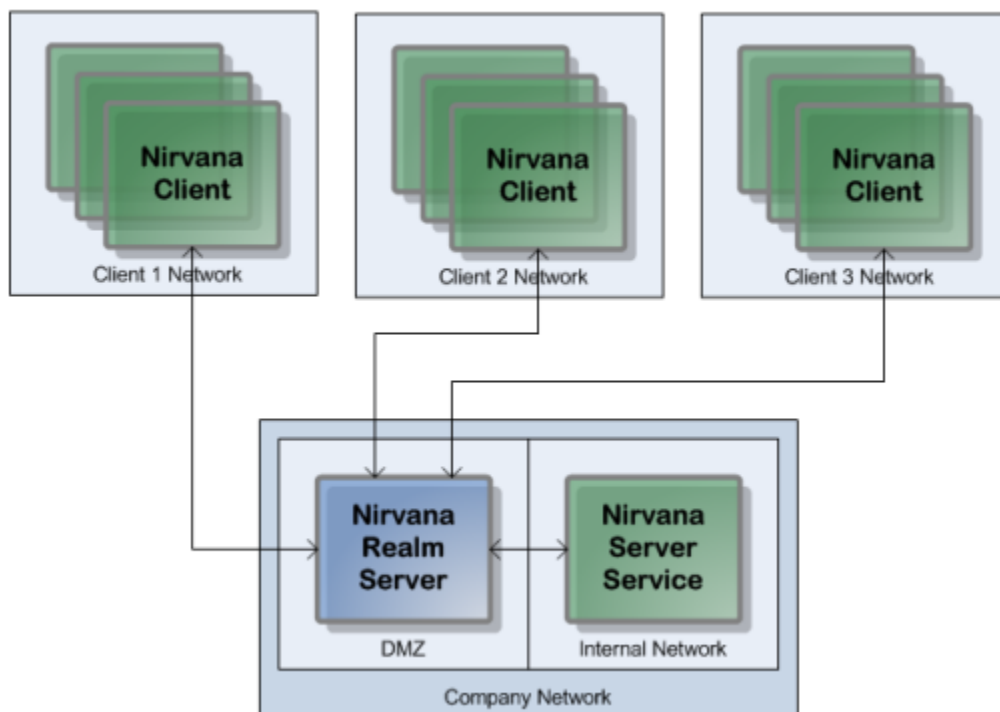 Nirvana
Client
Client 1 Network
Nirvana
Client
Client 2 Network
Nirvana
Client
Client 3 Network
Nirvana
Realm
Server
DMZ
Nirvana
Server
Service
Internal Network
Company Network